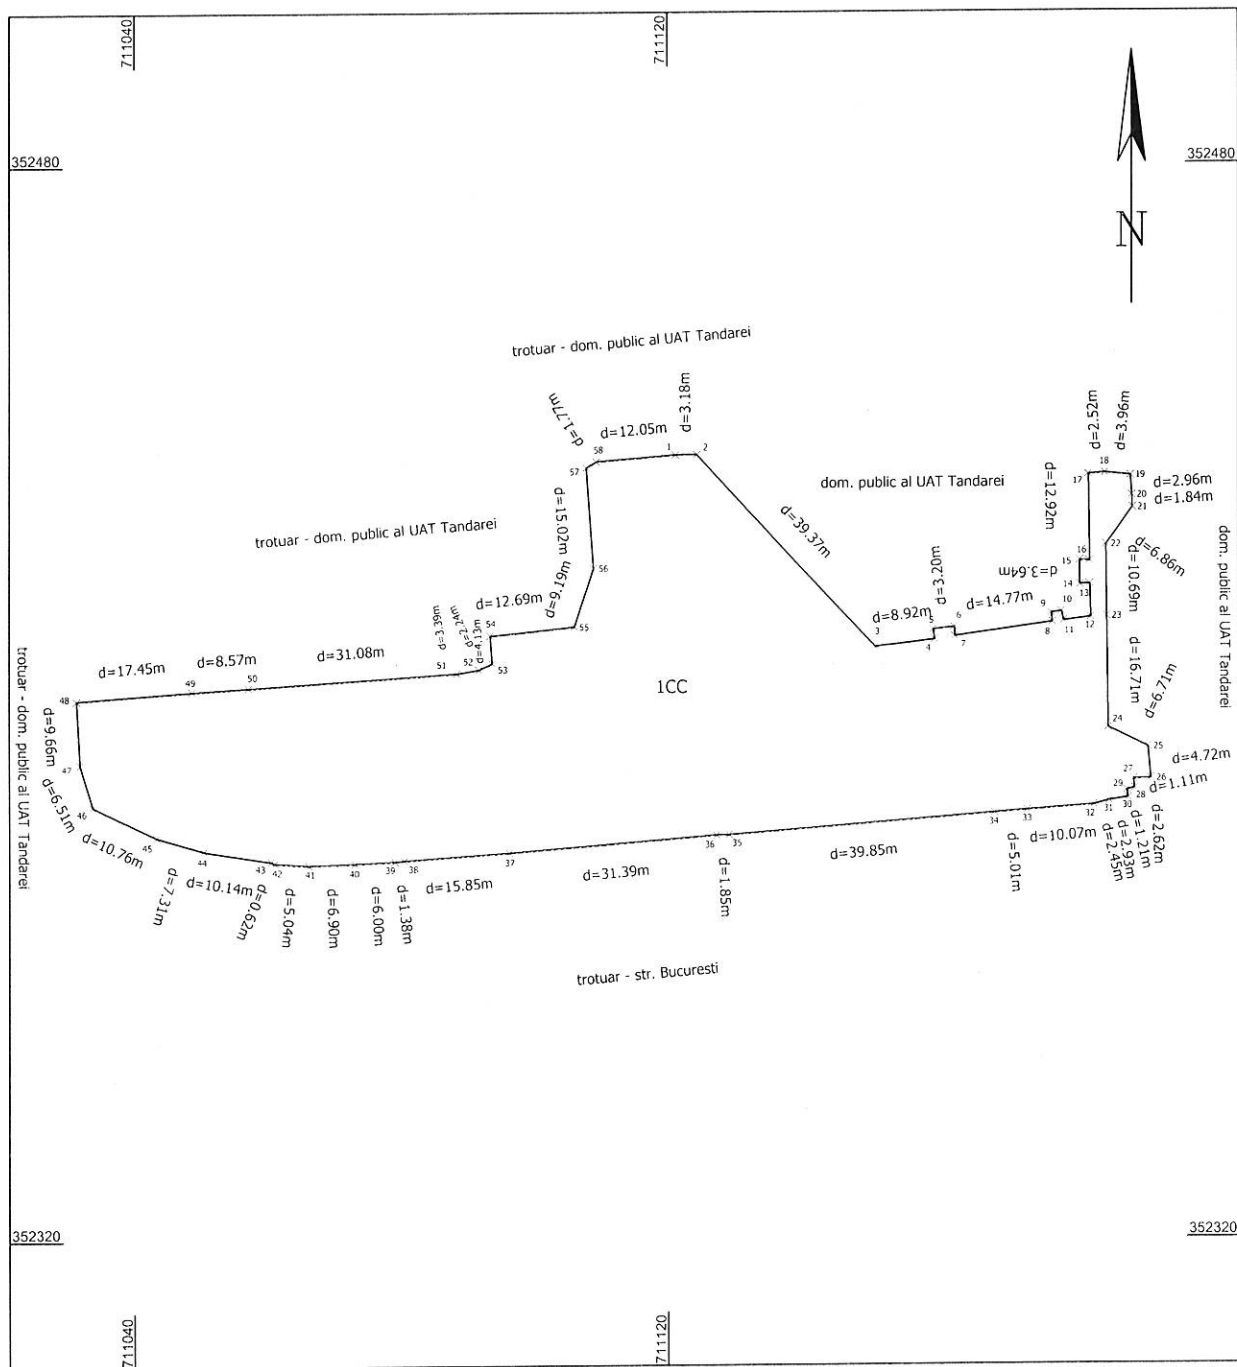 711040
711120
352480
352480
N
trotuar - dom. public al UAT Tandarei
d=1.77m
58
d=12.05m
1
d=3.18m
2
57
dom. public al UAT Tandarei
d=39.37m
d=2.52m
d=3.96m
18
17
19
d=2.96m
20
d=1.84m
21
d=12.92m
d=15.02m
trotuar - dom. public al UAT Tandarei
22
d=6.86m
dom. public al UAT Tandarei
16
15
d=3.64m
14
13
d=10.69m
56
d=9.19m
d=12.69m
54
55
d=3.20m
d=8.92m
5
6
d=14.77m
9
10
3
4
7
8
11
12
23
d=3.39m
d=2.24m
d=4.13m
51
52
53
d=31.08m
d=8.57m
d=17.45m
48
49
50
1CC
d=16.71m
d=6.71m
24
25
d=4.72m
trotuar - dom. public al UAT Tandarei
d=9.66m
47
27
26
29
d=1.11m
28
d=6.51m
46
d=10.76m
45
44
d=7.31m
d=10.14m
43
42
41
40
39
38
37
36
35
34
33
32
31
30
d=0.62m
d=5.04m
d=6.90m
d=6.00m
d=1.38m
d=15.85m
d=31.39m
d=1.85m
d=39.85m
d=5.01m
d=10.07m
d=2.45m
d=2.93m
d=1.21m
d=2.62m
trotuar - str. Bucuresti
352320
352320
711040
711120